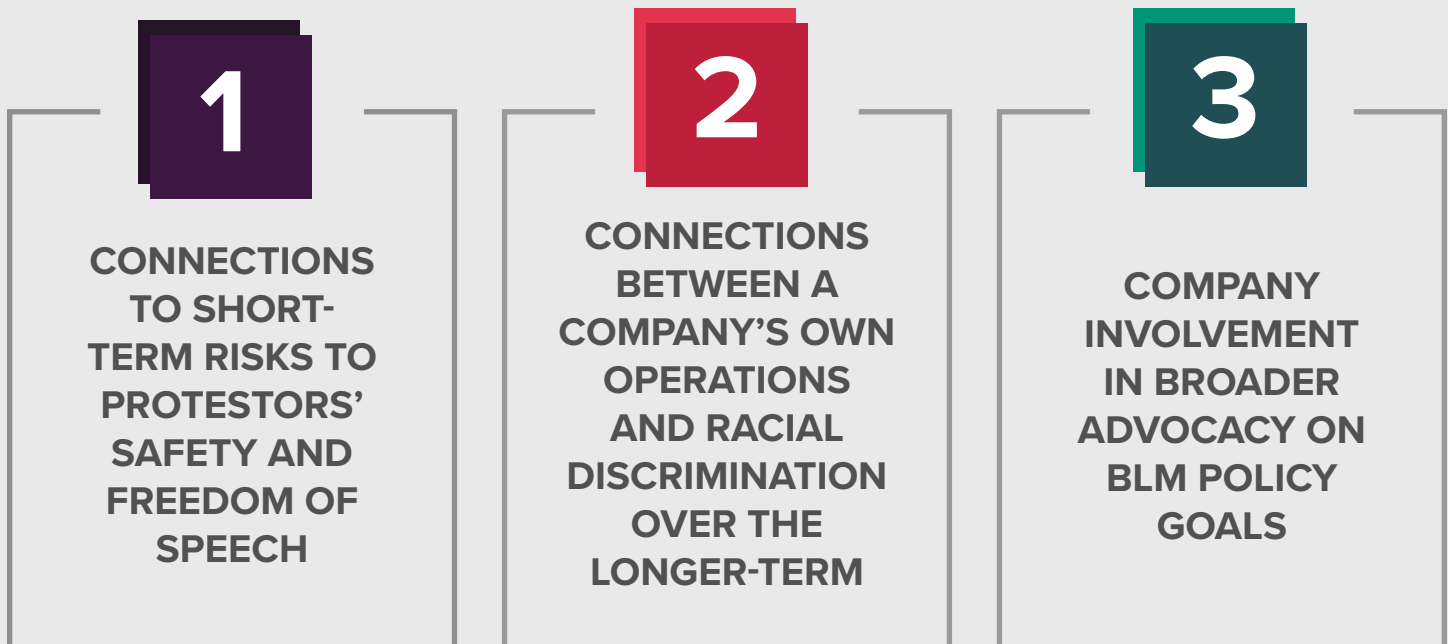 1
CONNECTIONS
TO SHORT-
TERM RISKS TO
PROTESTORS’
SAFETY AND
FREEDOM OF
SPEECH
2
CONNECTIONS
BETWEEN A
COMPANY’S OWN
OPERATIONS
AND RACIAL
DISCRIMINATION
OVER THE
LONGER-TERM
3
COMPANY
INVOLVEMENT
IN BROADER
ADVOCACY ON
BLM POLICY
GOALS